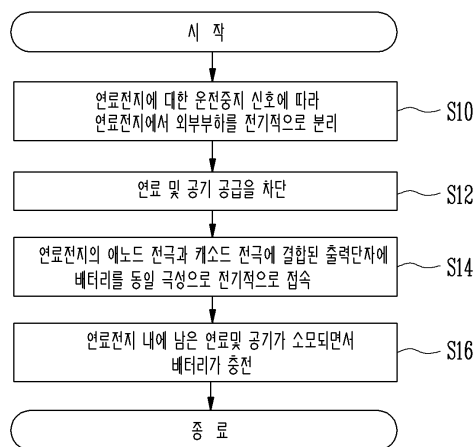 시 작
연료전지에 대한 운전중지 신호에 따라
연료전지에서 외부부하를 전기적으로 분리
S10
연료 및 공기 공급을 차단
S12
연료전지의 애노드 전극과 캐소드 전극에 결합된 출력단자에
배터리를 동일 극성으로 전기적으로 접속
S14
연료전지 내에 남은 연료및 공기가 소모되면서
배터리가 충전
S16
종 료